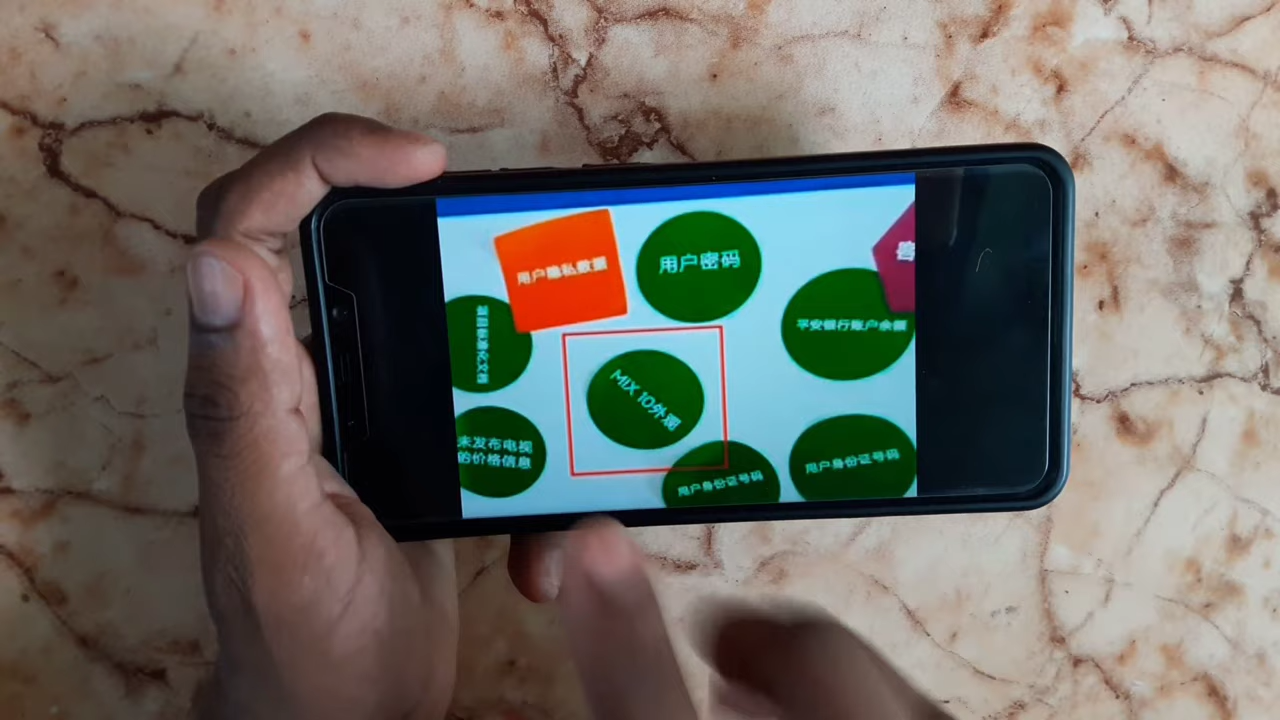 用户隐私数据
用户密码
平安银行账户余额
MIX 10外观
未发布电视
的价格信息
用户身份证号码
用户身份证号码